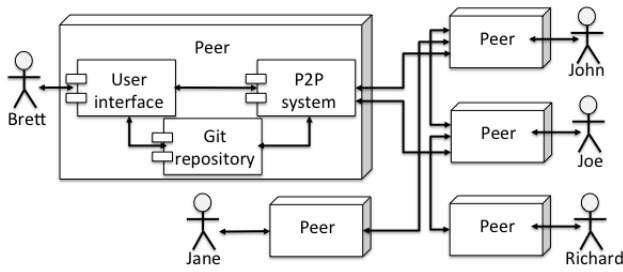 Peer
User
interface
P2P
system
Git
repository
Brett
Peer
John
Peer
Joe
Peer
Jane
Peer
Richard